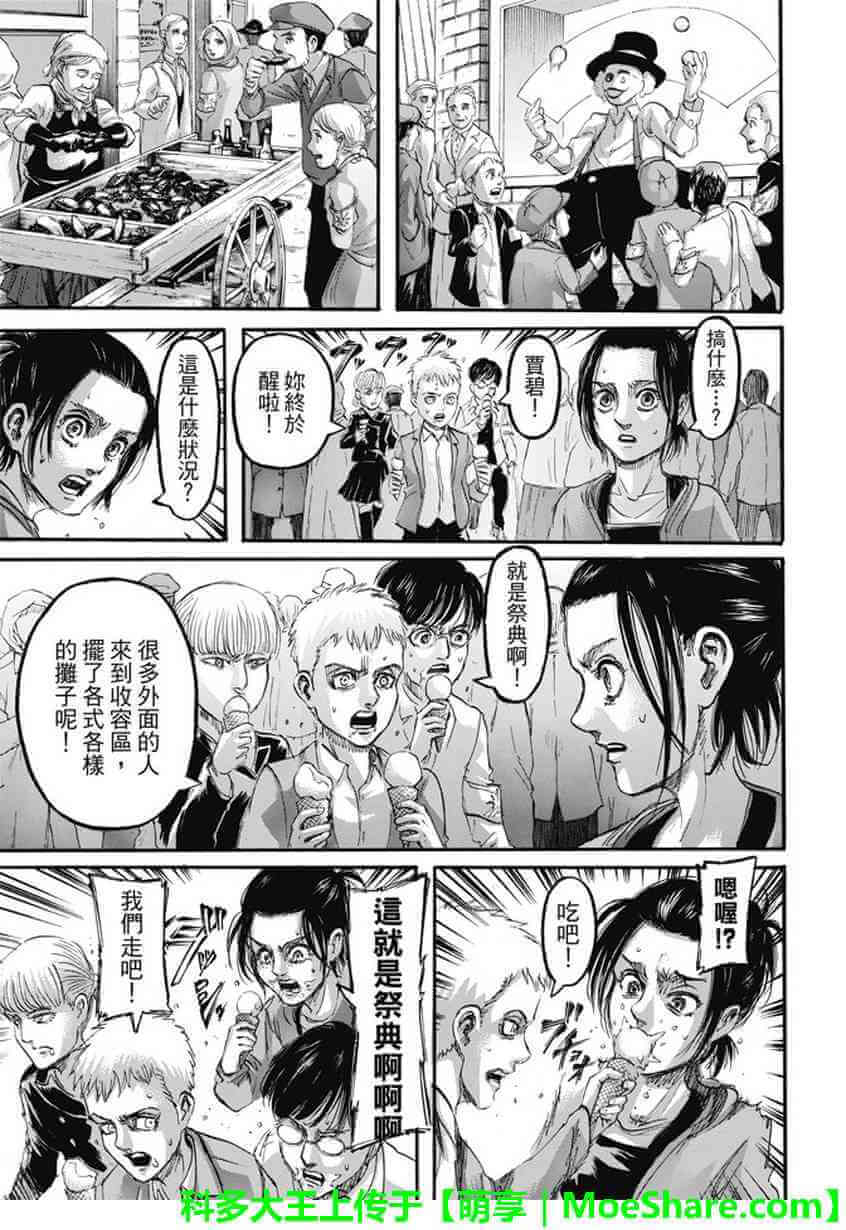 搞什麼…?
賈碧!
妳終於
醒啦!
這是什麼狀況?
就是祭典啊!
很多外面的人
來到收容區，
擺了各式各樣
的攤子呢!
嗯喔!?
吃吧!
這就是祭典啊啊啊
我們走吧!
科多大王上传于【萌享|MoeShare.com】